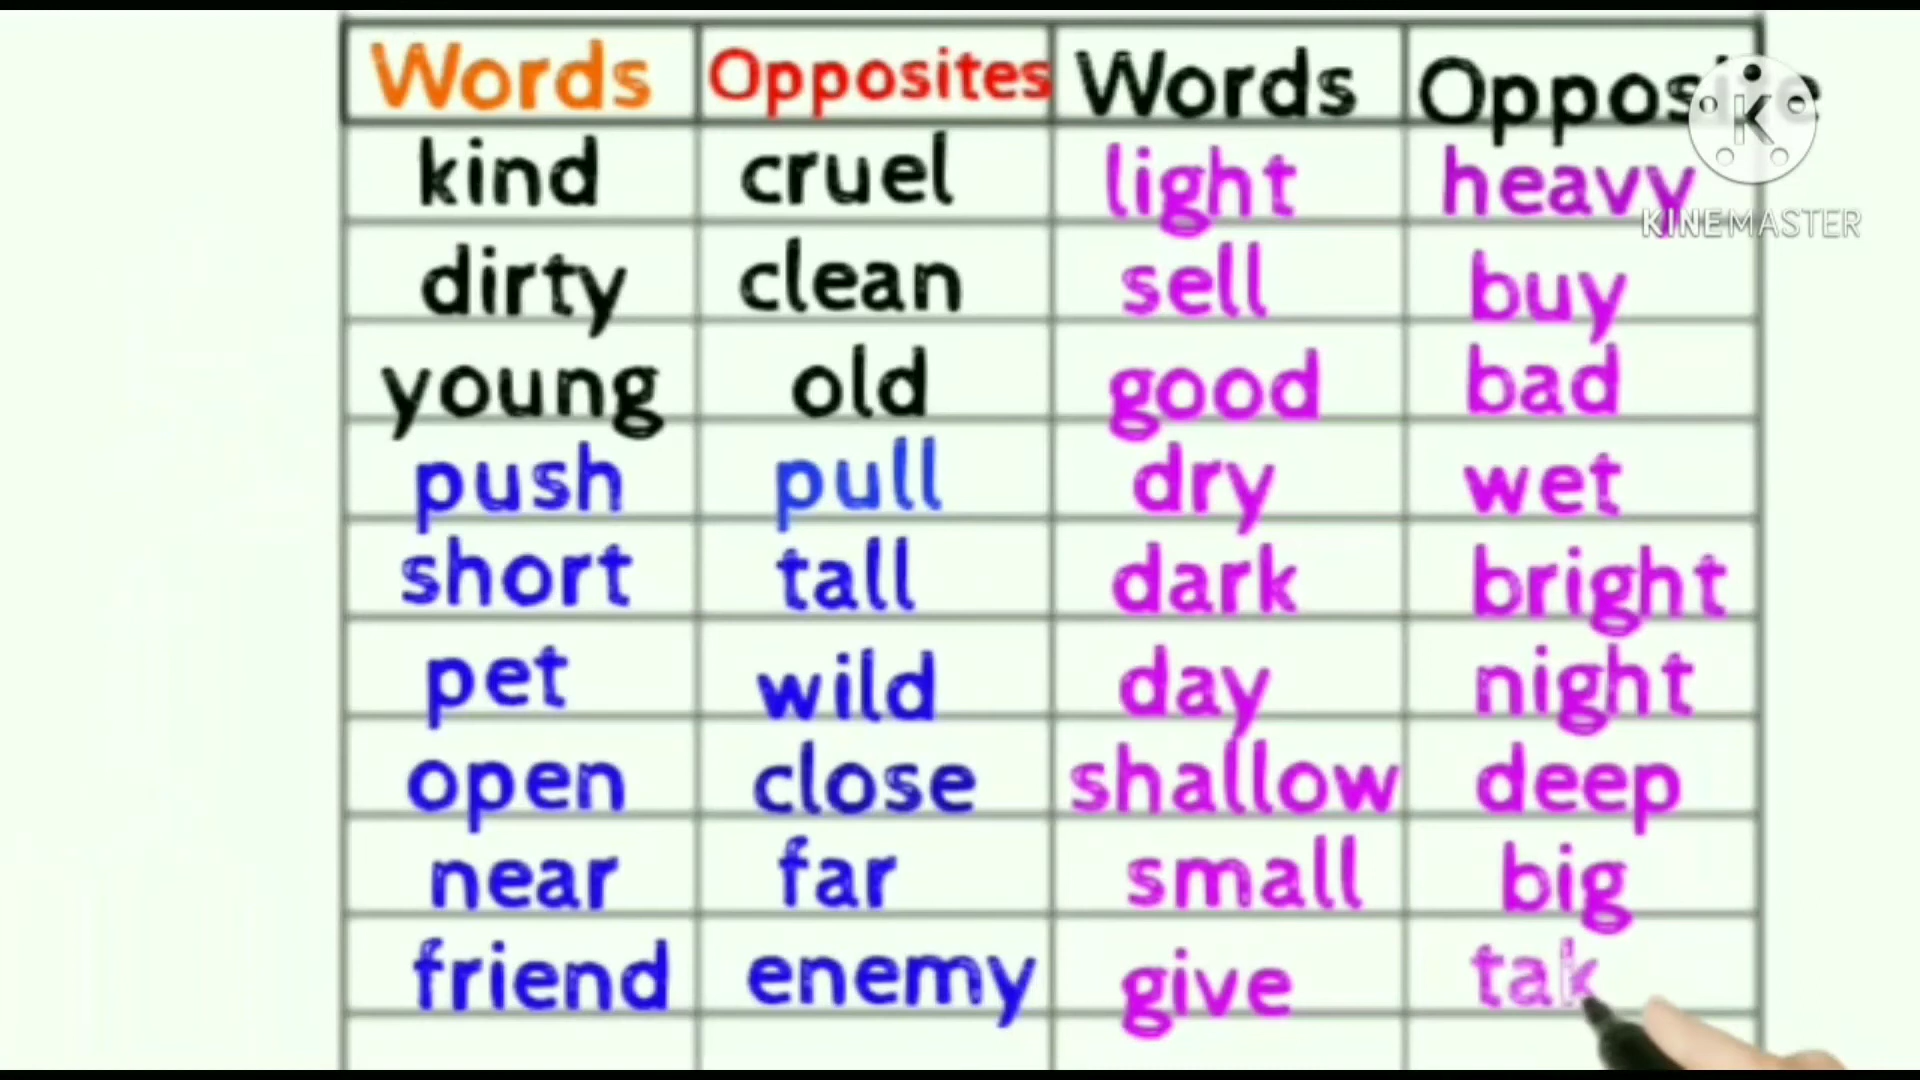 Words Opposites Words Opposite
kind cruel light heavy
KINEMASTER
dirty clean sell buy
young old good bad
push pull dry wet
short tall dark bright
pet wild day night
open close shallow deep
near far small big
friend enemy give tak